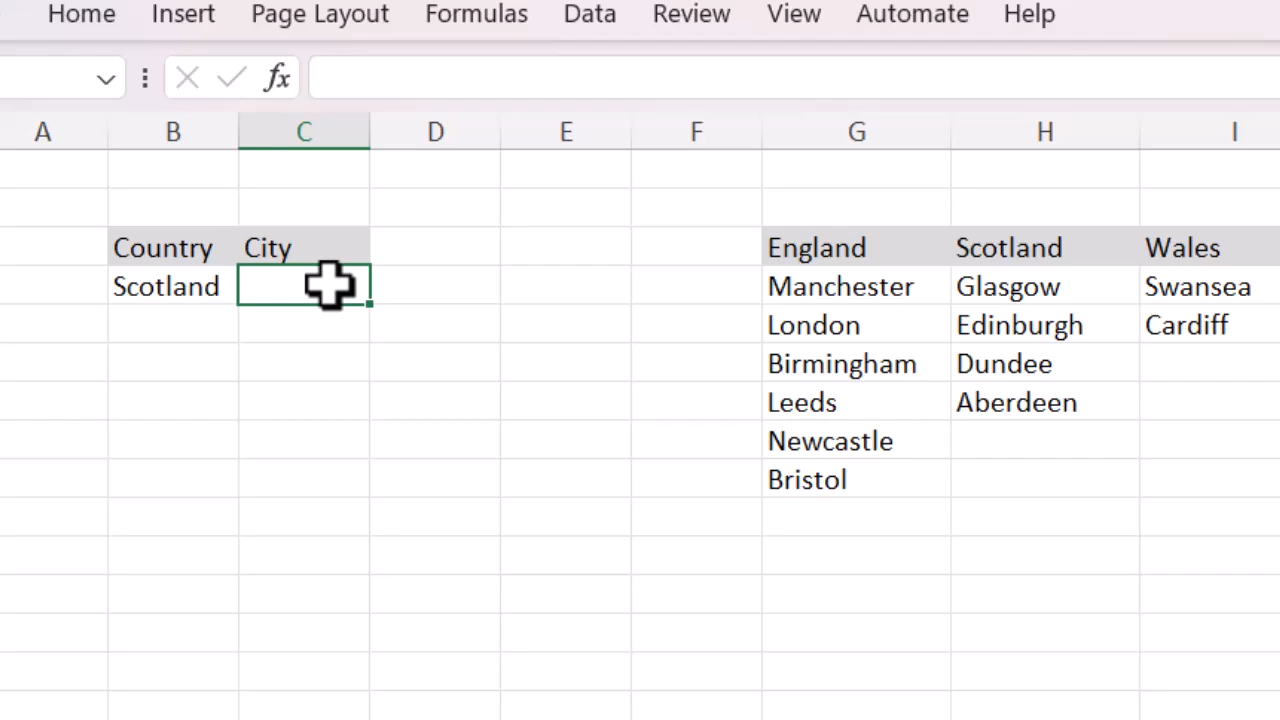 Home Insert Page Layout Formulas Data Review View Automate Help
fx
A B C D E F G H I
Country City England Scotland Wales
Scotland Manchester Glasgow Swansea
London Edinburgh Cardiff
Birmingham Dundee
Leeds Aberdeen
Newcastle
Bristol